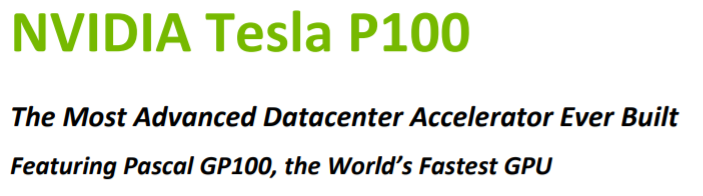 NVIDIA Tesla P100
The Most Advanced Datacenter Accelerator Ever Built
Featuring Pascal GP100, the World’s Fastest GPU